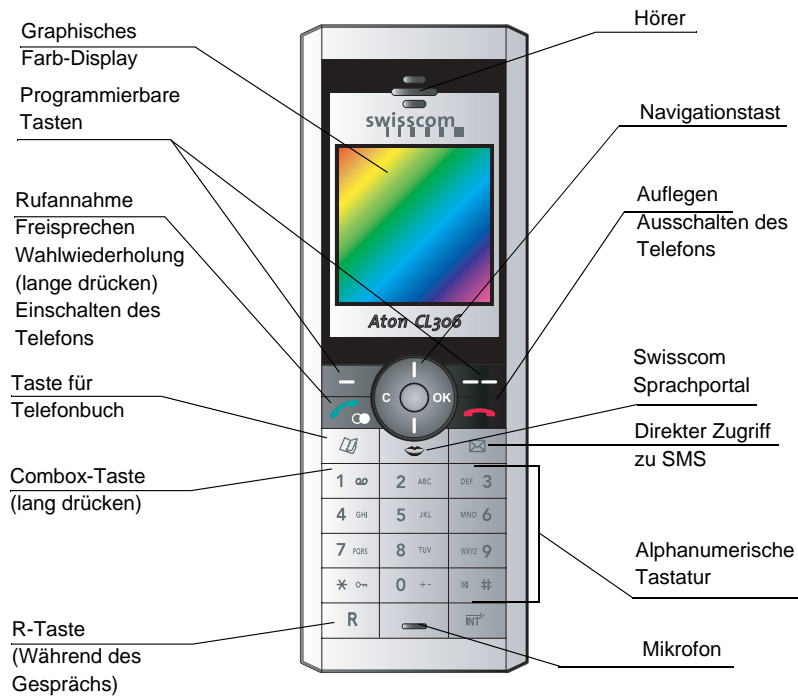 Graphisches
Farb-Display
Programmierbare
Tasten
Rufannahme
Freisprechen
Wahlwiederholung
(lange drücken)
Einschalten des
Telefons
Taste für
Telefonbuch
Combox-Taste
(lang drücken)
R-Taste
(Während des
Gesprächs)
swisscom
Aton CL306
C OK
1 2 ABC DEF 3
4 GHI 5 JKL MNO 6
7 PQRS 8 TUV WXYZ 9
* 0 +- #
R INT
Hörer
Navigationstast
Auflegen
Ausschalten des
Telefons
Swisscom
Sprachportal
Direkter Zugriff
zu SMS
Alphanumerische
Tastatur
Mikrofon